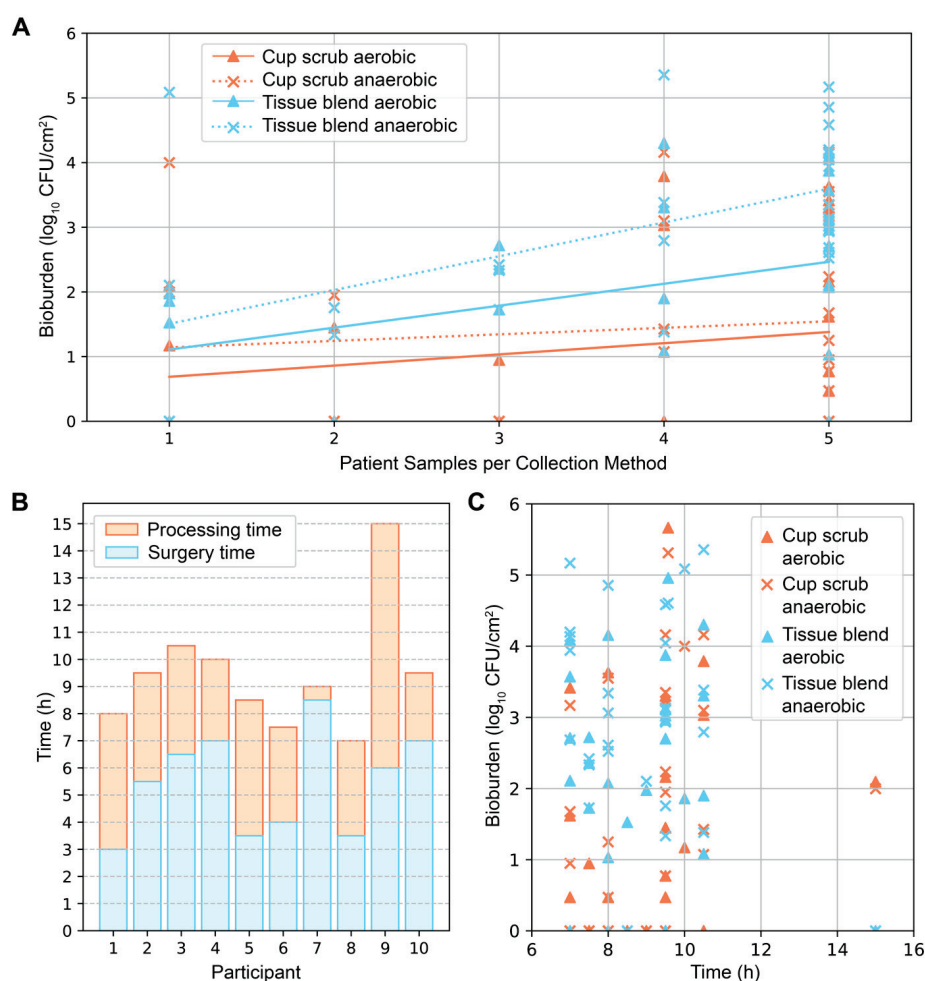 A
6
5
4
3
2
1
0
Bioburden (log₁₀ CFU/cm²)
Cup scrub aerobic
Cup scrub anaerobic
Tissue blend aerobic
Tissue blend anaerobic
1 2 3 4 5
Patient Samples per Collection Method
B
15
14
13
12
11
10
9
8
7
6
5
4
3
2
1
0
Time (h)
Processing time
Surgery time
1 2 3 4 5 6 7 8 9 10
Participant
C
6
5
4
3
2
1
0
Bioburden (log₁₀ CFU/cm²)
Cup scrub
aerobic
Cup scrub
anaerobic
Tissue blend
aerobic
Tissue blend
anaerobic
6 8 10 12 14 16
Time (h)